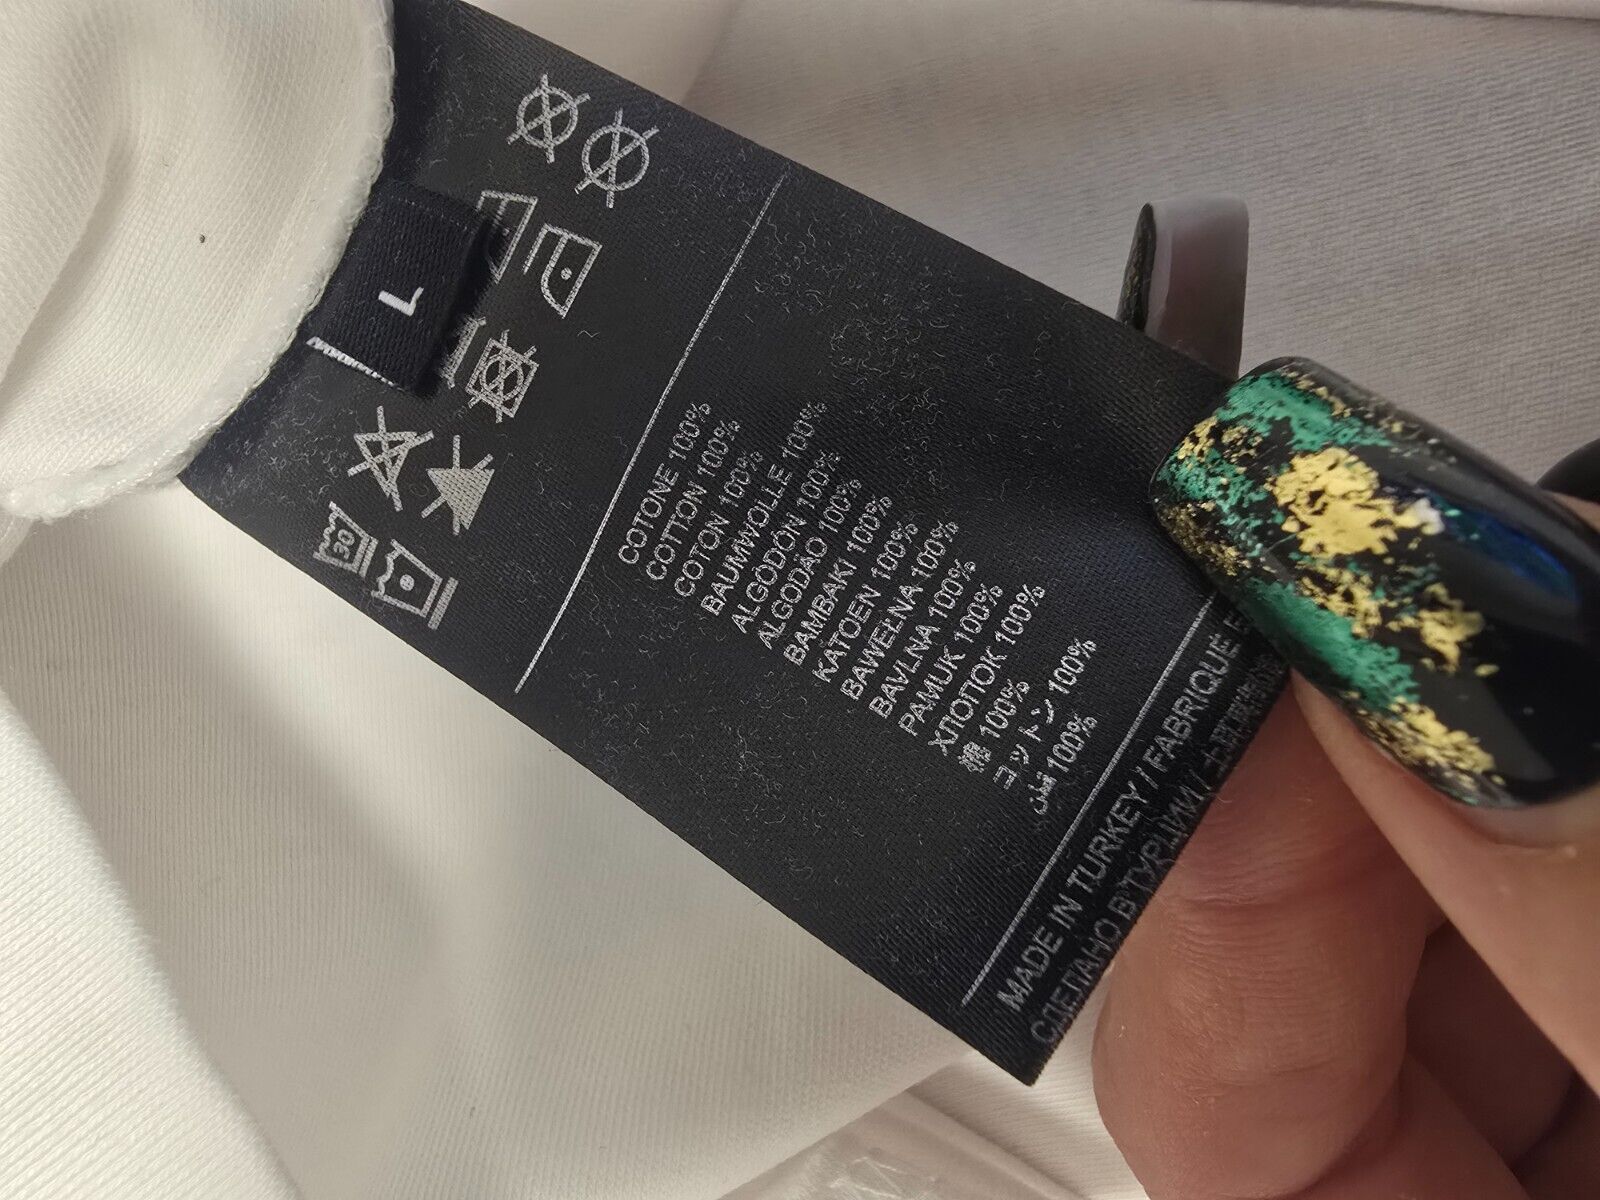 L
30
COTONE 100%
COTTON 100%
COTON 100%
BAUMWOLLE 100%
ALGODÓN 100%
ALGODÃO 100%
BAMBAKI 100%
KATOEN 100%
BAWEŁNA 100%
BAVLNA 100%
PAMUK 100%
ХЛОПОК 100%
棉 100%
コットン 100%
قطن 100%
MADE IN TURKEY / FABRIQUÉ
СДЕЛАНО В ТУРЦИИ /